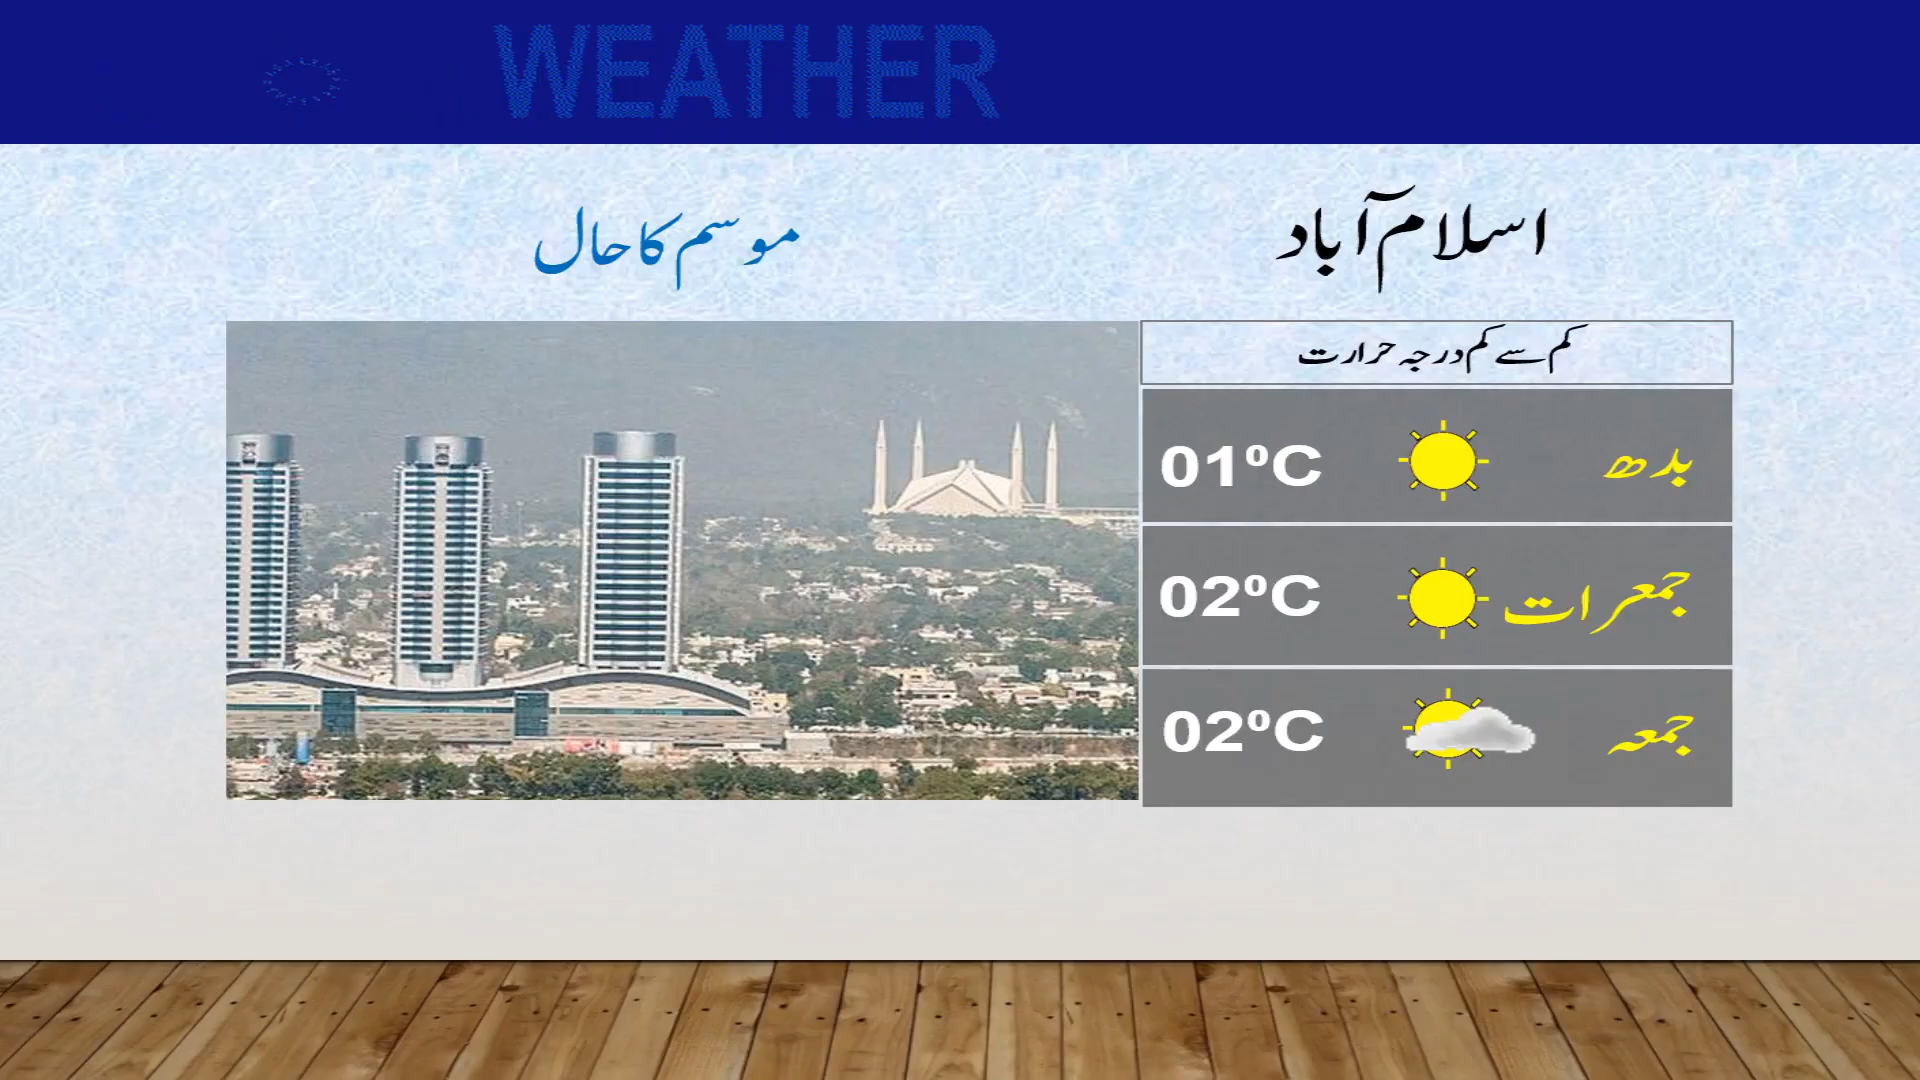 WEATHER
اسلام آباد
موسم کا حال
کم سے کم درجہ حرارت
بدھ 01ºC
جمعرات 02ºC
جمعہ 02ºC